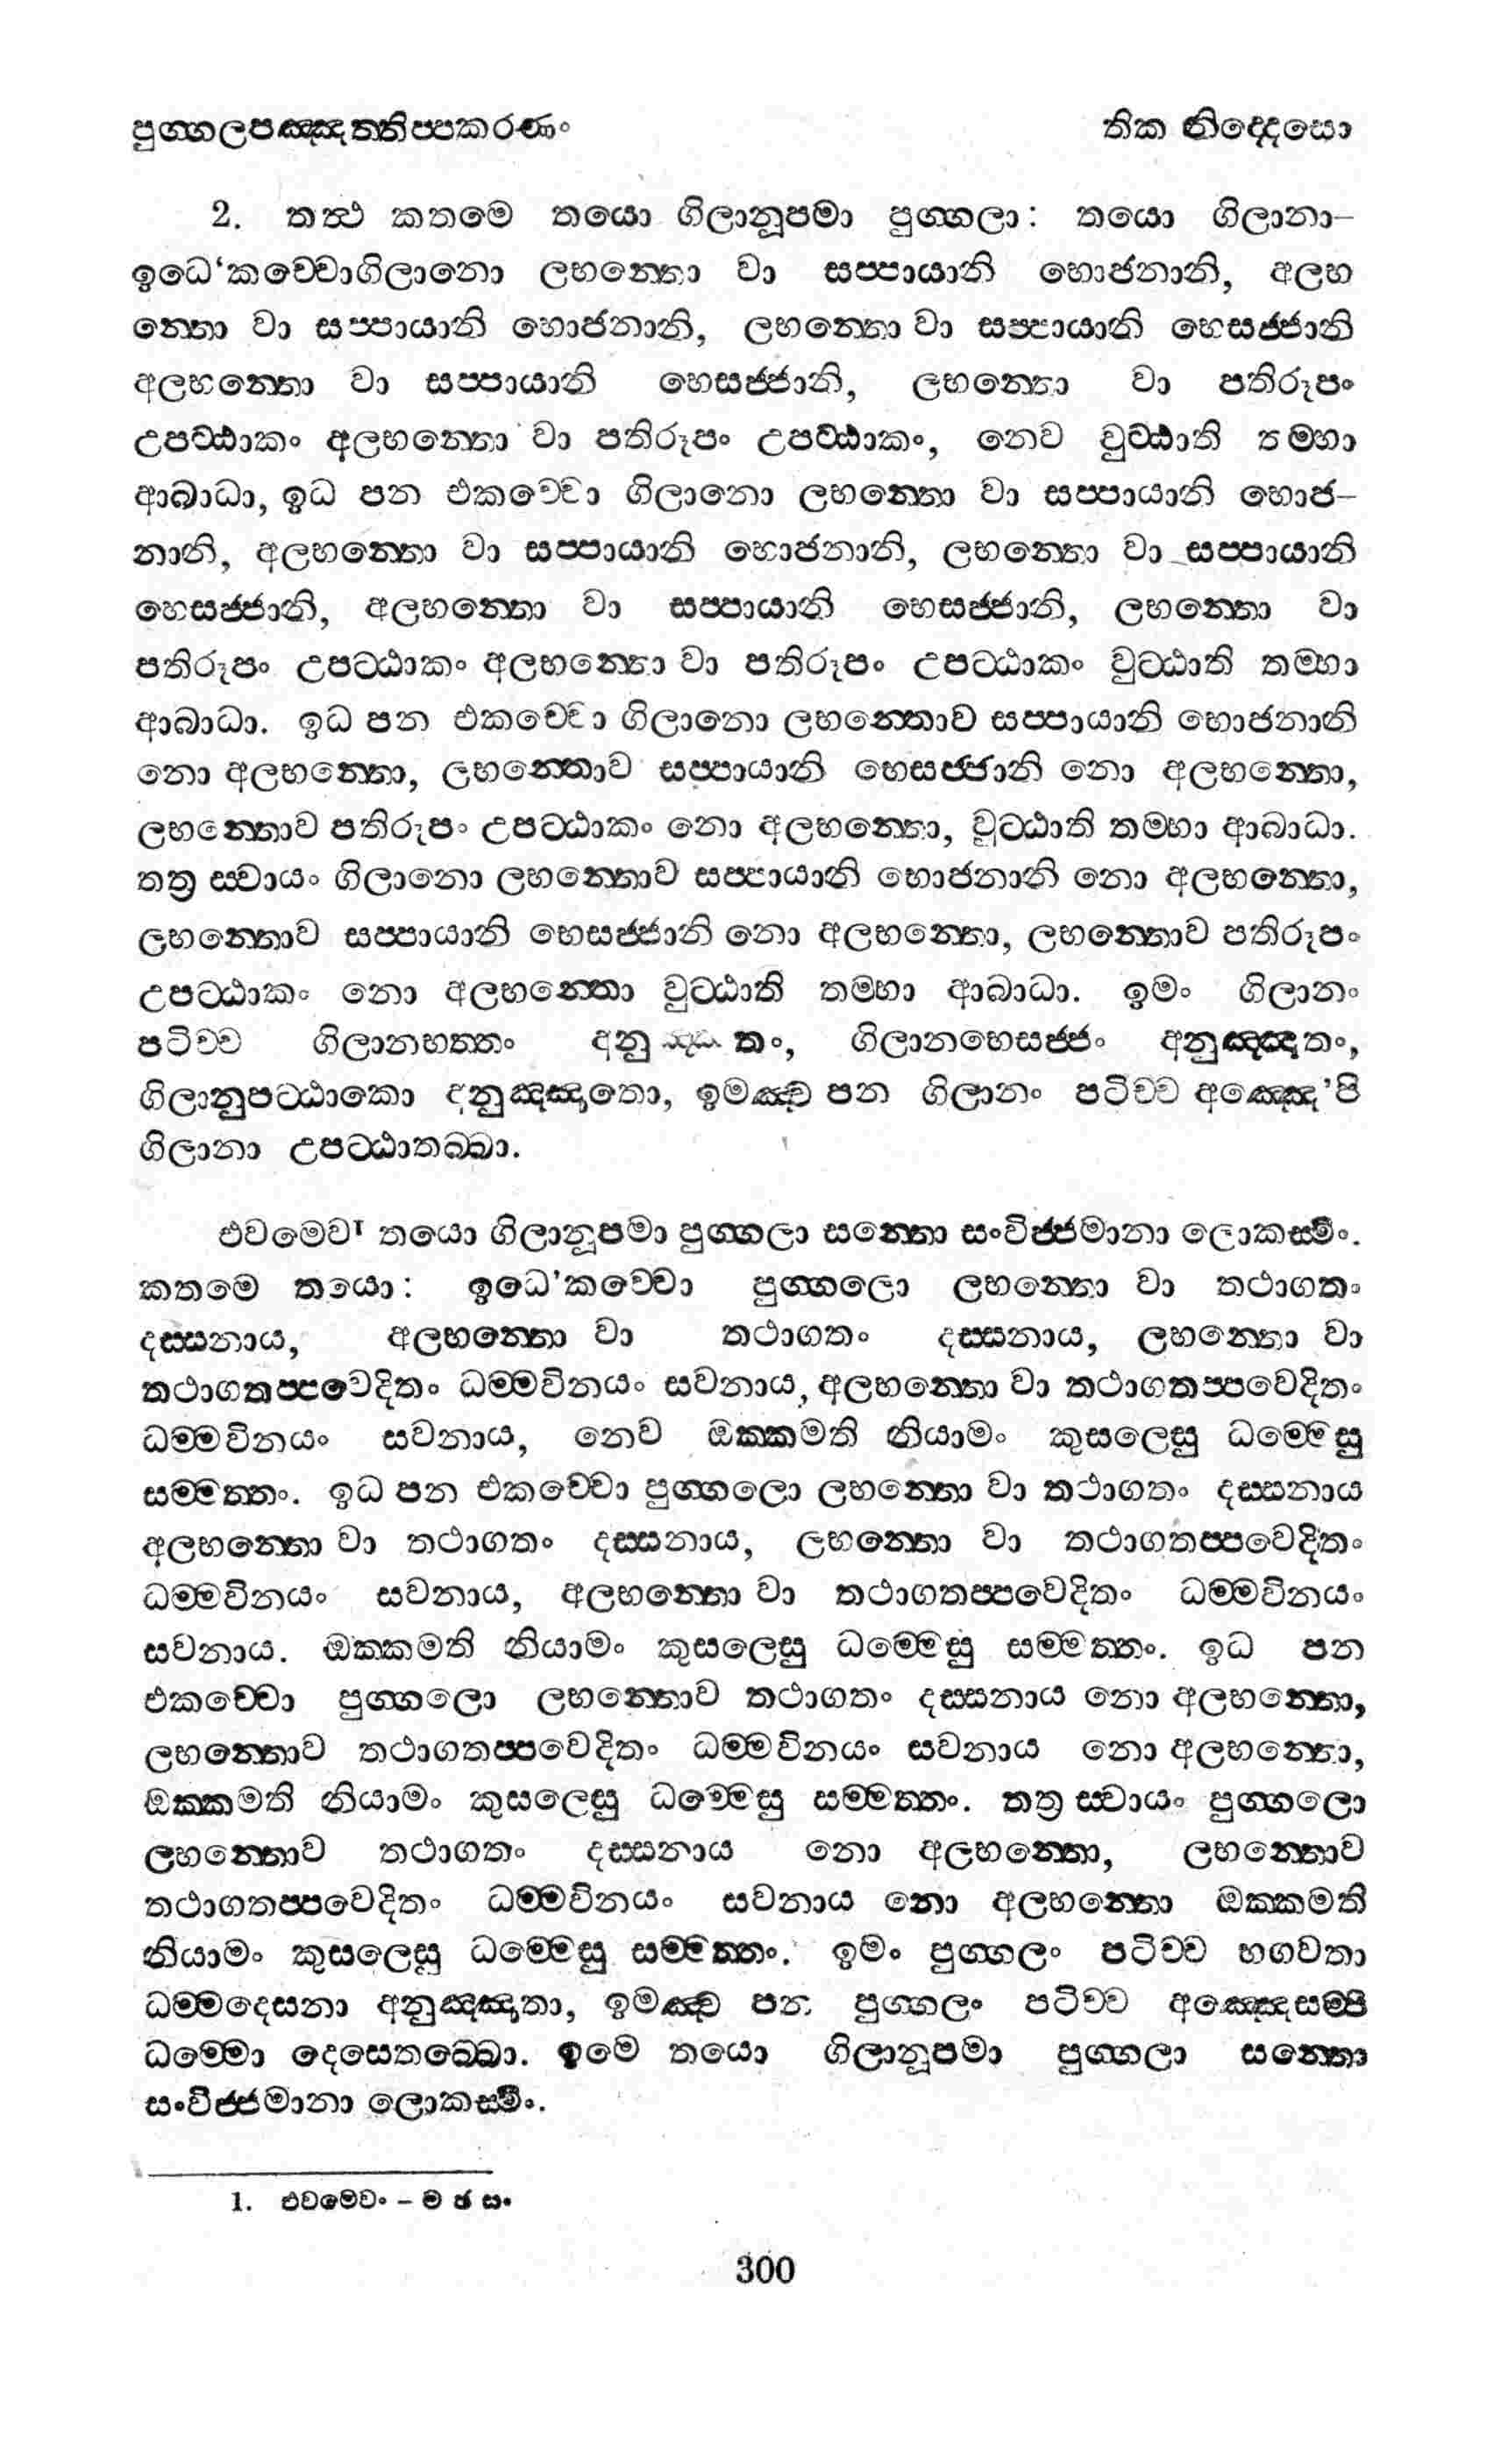 පුග්ගලපඤ්ඤත්තිප්පකරණං තික නිද්දෙසො
2. තත්ථ කතමෙ තයො ගිලානූපමා පුග්ගලා: තයො ගිලානා–
ඉධෙ‘කච්චොගිලානො ලභන්තො වා සප්පායානි භොජනානි, අලභ
න්තො වා සප්පායානි භොජනානි, ලභන්තො වා සප්පායානි භෙසජ්ජානි
අලභන්තො වා සප්පායානි භෙසජ්ජානි, ලභන්තො වා පතිරූපං
උපට්ඨාකං අලභන්තො වා පතිරූපං උපට්ඨාකං, නෙව වුට්ඨාති තම්හා
ආබාධා, ඉධ පන එකච්චො ගිලානො ලභන්තො වා සප්පායානි භොජ–
නානි, අලභන්තො වා සප්පායානි භොජනානි, ලභන්තො වා සප්පායානි
භෙසජ්ජානි, අලභන්තො වා සප්පායානි භෙසජ්ජානි, ලභන්තො වා
පතිරූපං උපට්ඨාකං අලභන්තො වා පතිරූපං උපට්ඨාකං වුට්ඨාති තම්හා
ආබාධා. ඉධ පන එකච්චො ගිලානො ලභන්තොව සප්පායානි භොජනානි
නො අලභන්තො, ලභන්තොව සප්පායානි භෙසජ්ජානි නො අලභන්තො,
ලභන්තොව පතිරූපං උපට්ඨාකං නො අලභන්තො, වුට්ඨාති තම්හා ආබාධා.
තත්‍ර ස්වායං ගිලානො ලභන්තොව සප්පායානි භොජනානි නො අලභන්තො,
ලභන්තොව සප්පායානි භෙසජ්ජානි නො අලභන්තො, ලභන්තොව පතිරූපං
උපට්ඨාකං නො අලභන්තො වුට්ඨාති තම්හා ආබාධා. ඉමං ගිලානං
පටිච්ච ගිලානභත්තං අනුඤ්ඤාතං, ගිලානභෙසජ්ජං අනුඤ්ඤාතං,
ගිලානුපට්ඨාකො අනුඤ්ඤාතො, ඉමඤ්ච පන ගිලානං පටිච්ච අඤ්ඤෙ’පි
ගිලානා උපට්ඨාතබ්බා.
එවමෙව¹ තයො ගිලානූපමා පුග්ගලා සන්තො සංවිජ්ජමානා ලොකස්මිං.
කතමෙ තයො: ඉධෙ’කච්චො පුග්ගලො ලභන්තො වා තථාගතං
දස්සනාය, අලභන්තො වා තථාගතං දස්සනාය, ලභන්තො වා
තථාගතප්පවෙදිතං ධම්මවිනයං සවනාය, අලභන්තො වා තථාගතප්පවෙදිතං
ධම්මවිනයං සවනාය, නෙව ඔක්කමති නියාමං කුසලෙසු ධම්මෙසු
සම්මත්තං. ඉධ පන එකච්චො පුග්ගලො ලභන්තො වා තථාගතං දස්සනාය
අලභන්තො වා තථාගතං දස්සනාය, ලභන්තො වා තථාගතප්පවෙදිතං
ධම්මවිනයං සවනාය, අලභන්තො වා තථාගතප්පවෙදිතං ධම්මවිනයං
සවනාය. ඔක්කමති නියාමං කුසලෙසු ධම්මෙසු සම්මත්තං. ඉධ පන
එකච්චො පුග්ගලො ලභන්තොව තථාගතං දස්සනාය නො අලභන්තො,
ලභන්තොව තථාගතප්පවෙදිතං ධම්මවිනයං සවනාය නො අලභන්තො,
ඔක්කමති නියාමං කුසලෙසු ධම්මෙසු සම්මත්තං. තත්‍ර ස්වායං පුග්ගලො
ලභන්තොව තථාගතං දස්සනාය නො අලභන්තො, ලභන්තොව
තථාගතප්පවෙදිතං ධම්මවිනයං සවනාය නො අලභන්තො ඔක්කමති
නියාමං කුසලෙසු ධම්මෙසු සම්මත්තං. ඉමං පුග්ගලං පටිච්ච භගවතා
ධම්මදෙසනා අනුඤ්ඤාතා, ඉමඤ්ච පන පුග්ගලං පටිච්ච අඤ්ඤෙසම්පි
ධම්මො දෙසෙතබ්බො. ඉමෙ තයො ගිලානූපමා පුග්ගලා සන්තො
සංවිජ්ජමානා ලොකස්මිං.
1. එවමෙවං – ම ඡ සං
300